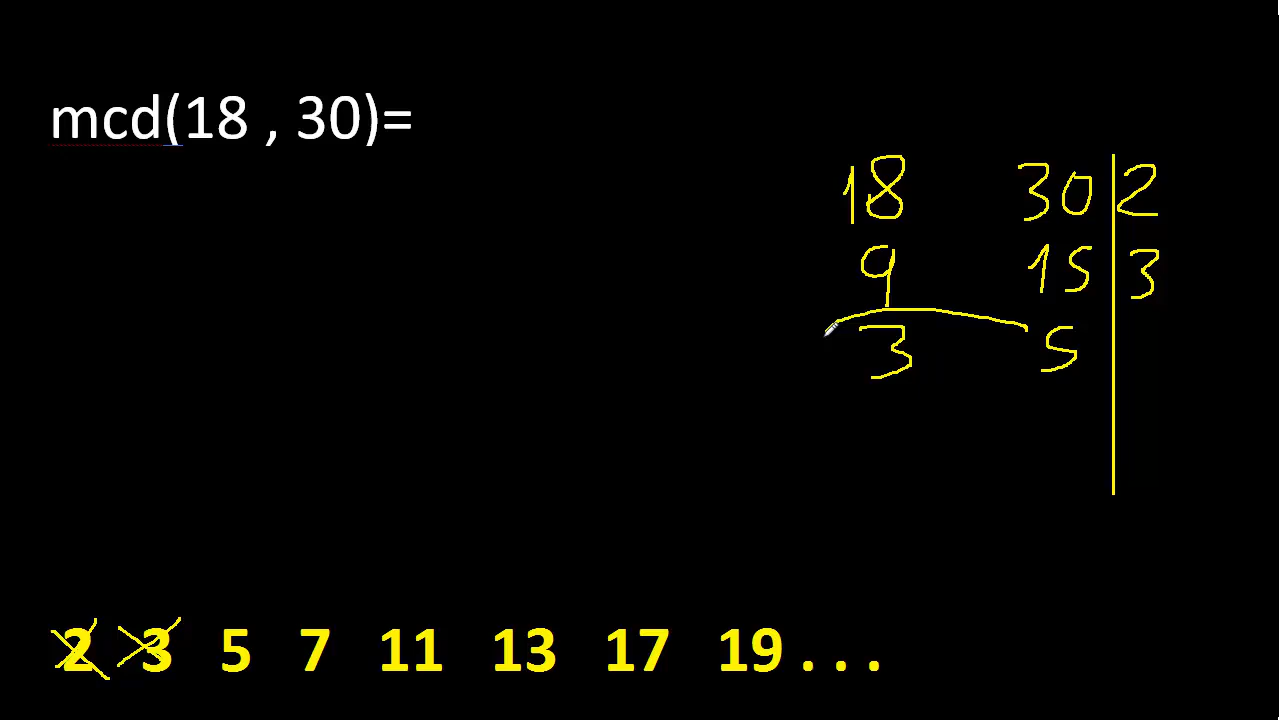 mcd(18 , 30)=
18 30 2
9 15 3
3 5
2 3 5 7 11 13 17 19 . . .